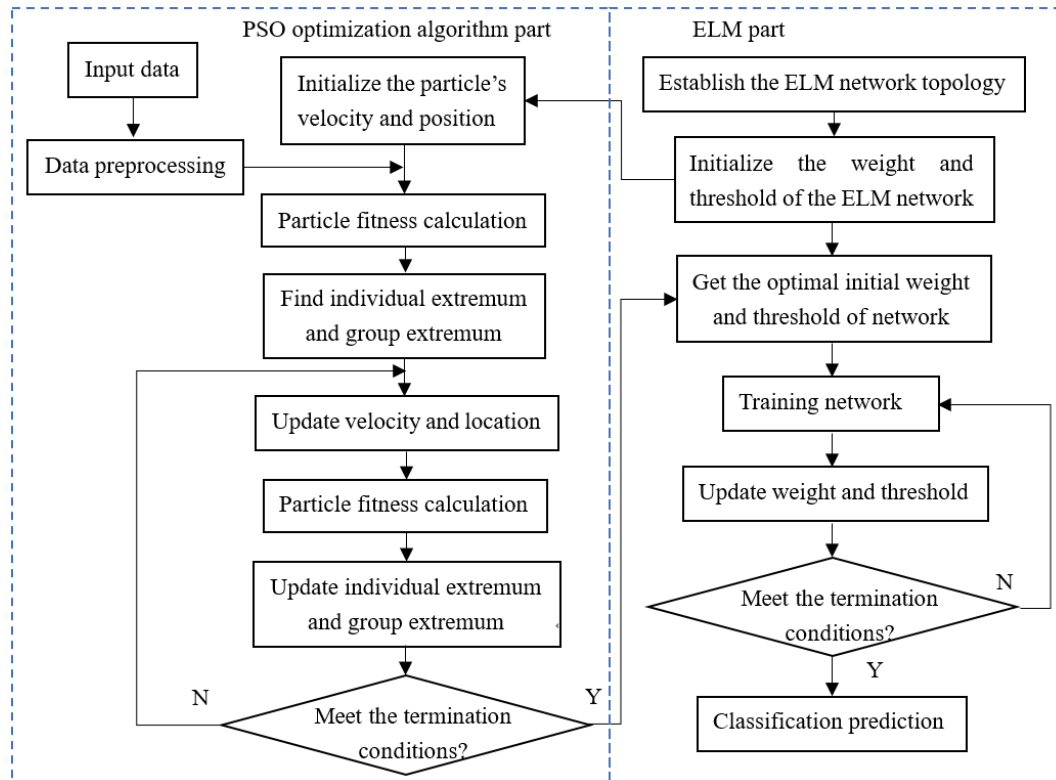 PSO optimization algorithm part
Input data
Initialize the particle's
velocity and position
Data preprocessing
Particle fitness calculation
Find individual extremum
and group extremum
Update velocity and location
Particle fitness calculation
Update individual extremum
and group extremum
N
Y
Meet the termination
conditions?
ELM part
Establish the ELM network topology
Initialize the weight and
threshold of the ELM network
Get the optimal initial weight
and threshold of network
Training network
Update weight and threshold
N
Meet the termination
conditions?
Y
Classification prediction